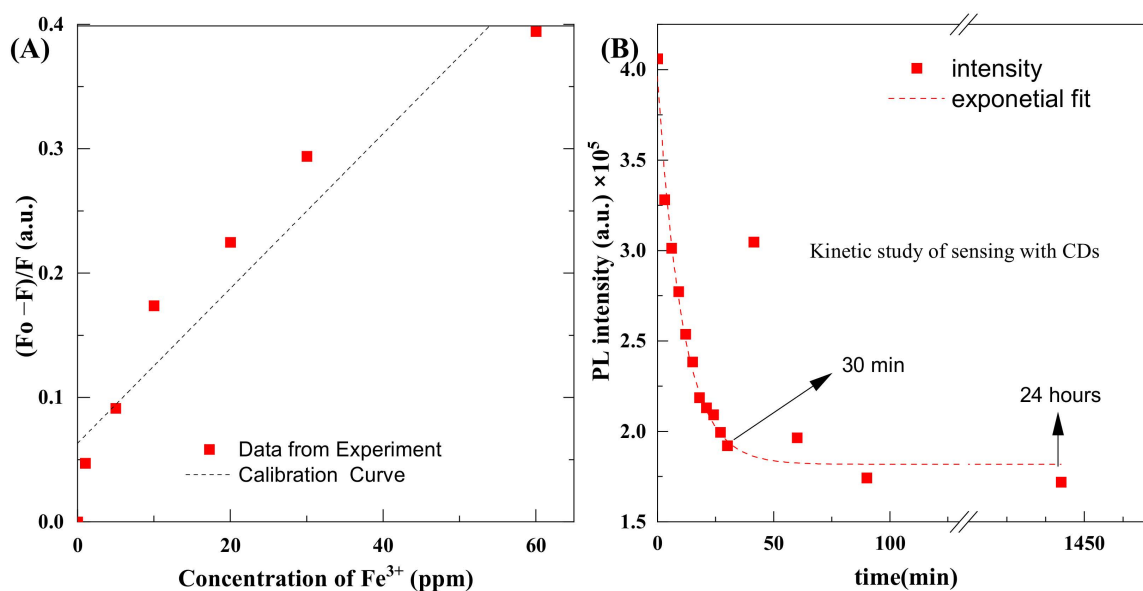 (A)
0.4
0.3
0.2
0.1
0.0
(Fo −F)/F (a.u.)
Data from Experiment
Calibration Curve
0
20
40
60
Concentration of Fe³⁺ (ppm)
(B)
4.0
3.5
3.0
2.5
2.0
1.5
PL intensity (a.u.) ×10⁵
intensity
exponetial fit
Kinetic study of sensing with CDs
30 min
24 hours
0
50
100
1450
time(min)